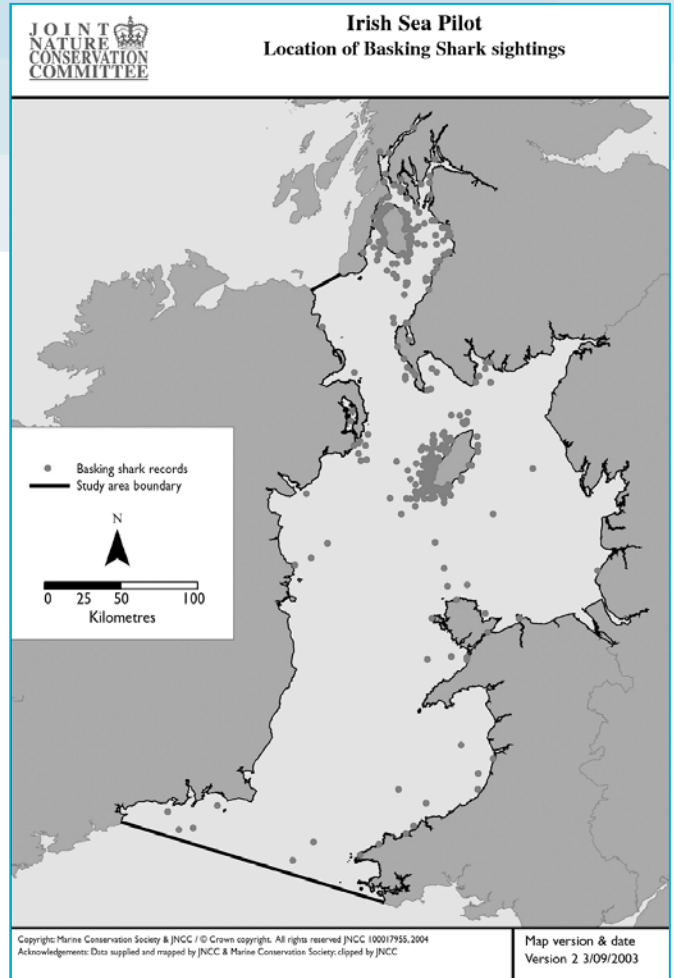 JOINT
NATURE
CONSERVATION
COMMITTEE
Irish Sea Pilot
Location of Basking Shark sightings
Basking shark records
Study area boundary
N
0 25 50 100
Kilometres
Copyright: Marine Conservation Society & JNCC / © Crown copyright. All rights reserved JNCC 100017955, 2004
Acknowledgements: Data supplied and mapped by JNCC & Marine Conservation Society; clipped by JNCC
Map version & date
Version 2 3/09/2003